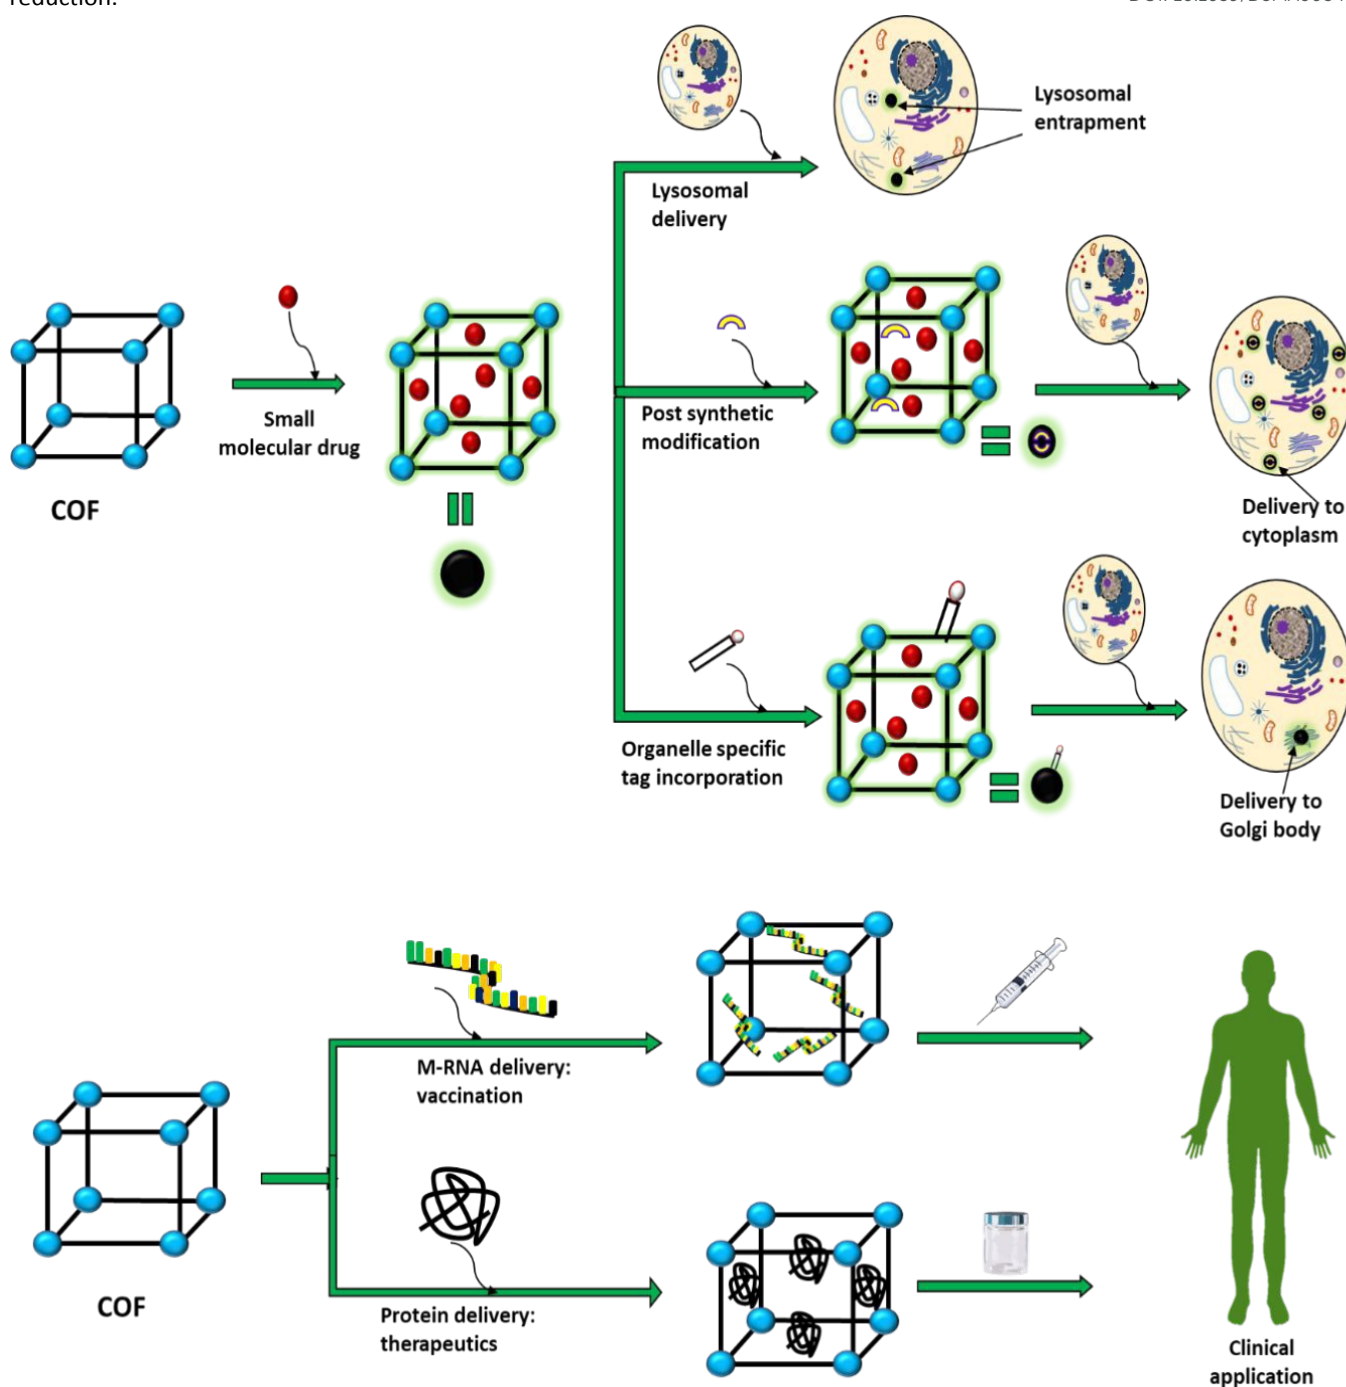 reduction.
Lysosomal
entrapment
Lysosomal
delivery
Small
molecular drug
COF
Post synthetic
modification
Delivery to
cytoplasm
Organelle specific
tag incorporation
Delivery to
Golgi body
M-RNA delivery:
vaccination
COF
Protein delivery:
therapeutics
Clinical
application